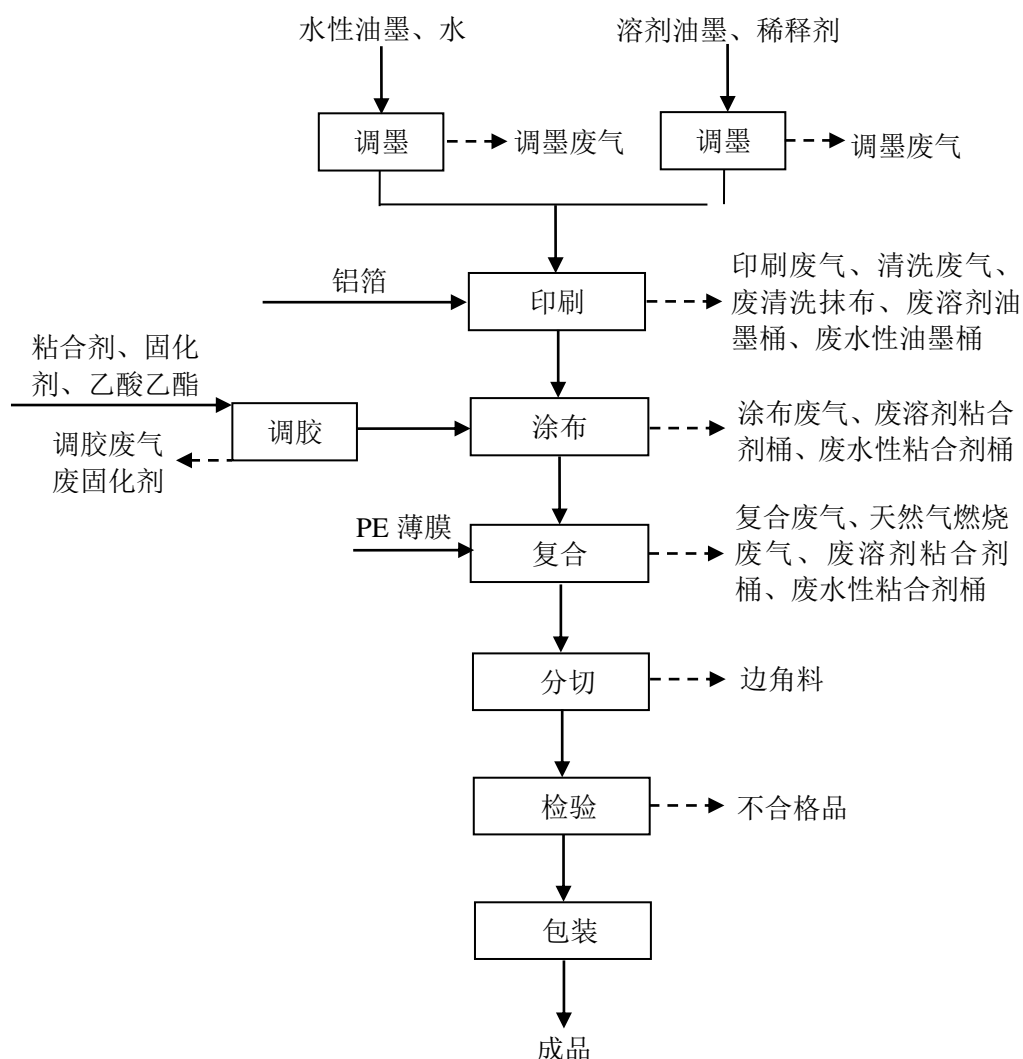 水性油墨、水
溶剂油墨、稀释剂
调墨
调墨废气
调墨
调墨废气
铝箔
印刷
印刷废气、清洗废气、
废清洗抹布、废溶剂油
墨桶、废水性油墨桶
粘合剂、固化
剂、乙酸乙酯
调胶
调胶废气
废固化剂
涂布
涂布废气、废溶剂粘合
剂桶、废水性粘合剂桶
PE 薄膜
复合
复合废气、天然气燃烧
废气、废溶剂粘合剂
桶、废水性粘合剂桶
分切
边角料
检验
不合格品
包装
成品